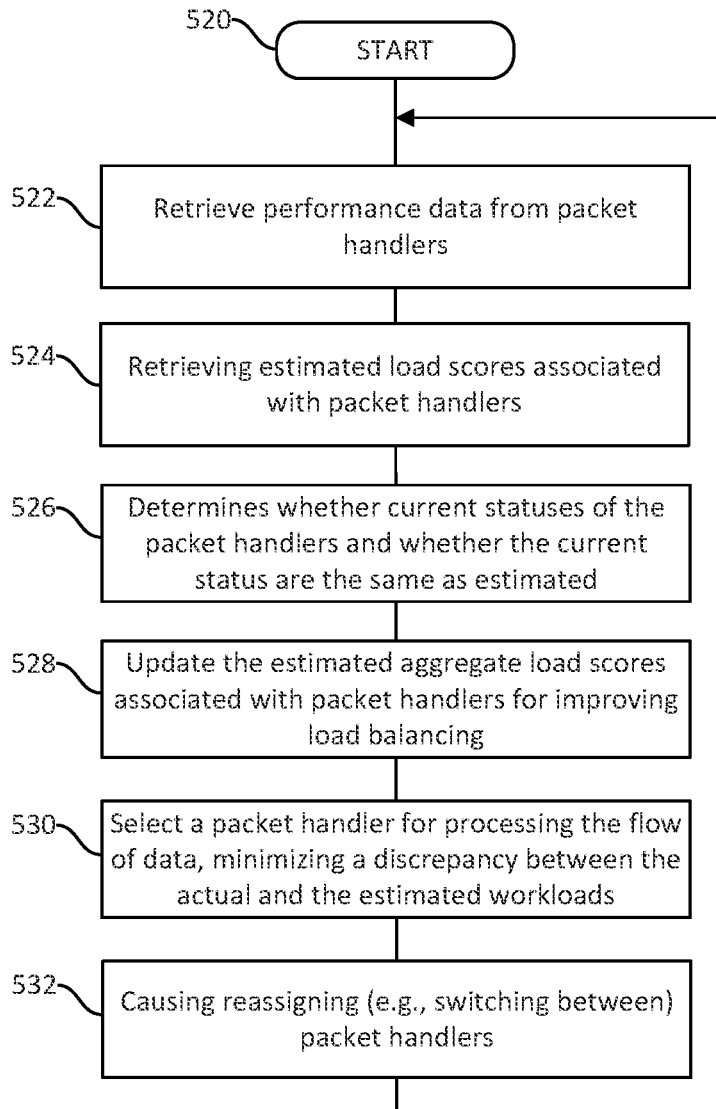 520
START
522
Retrieve performance data from packet
handlers
524
Retrieving estimated load scores associated
with packet handlers
526
Determines whether current statuses of the
packet handlers and whether the current
status are the same as estimated
528
Update the estimated aggregate load scores
associated with packet handlers for improving
load balancing
530
Select a packet handler for processing the flow
of data, minimizing a discrepancy between the
actual and the estimated workloads
532
Causing reassigning (e.g., switching between)
packet handlers